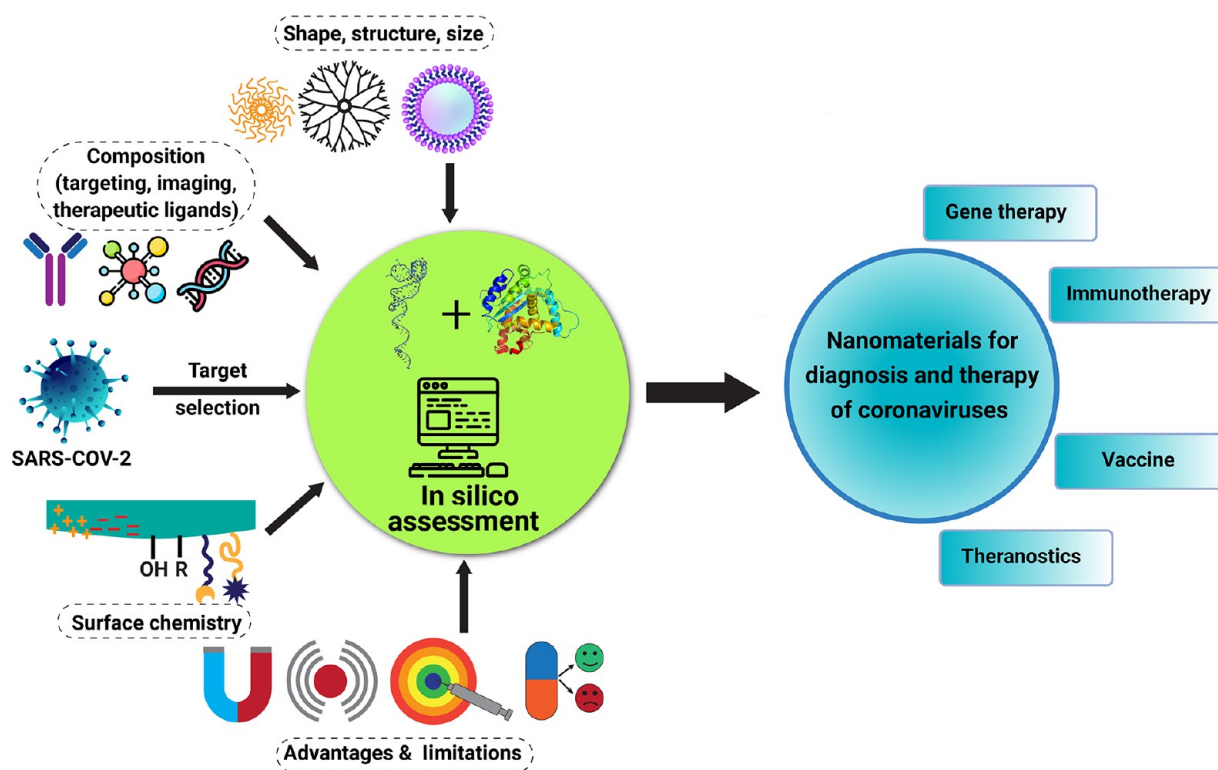 Shape, structure, size
Composition
(targeting, imaging,
therapeutic ligands)
Target
selection
SARS-COV-2
OH R
Surface chemistry
Advantages & limitations
+
In silico
assessment
Nanomaterials for
diagnosis and therapy
of coronaviruses
Gene therapy
Immunotherapy
Vaccine
Theranostics